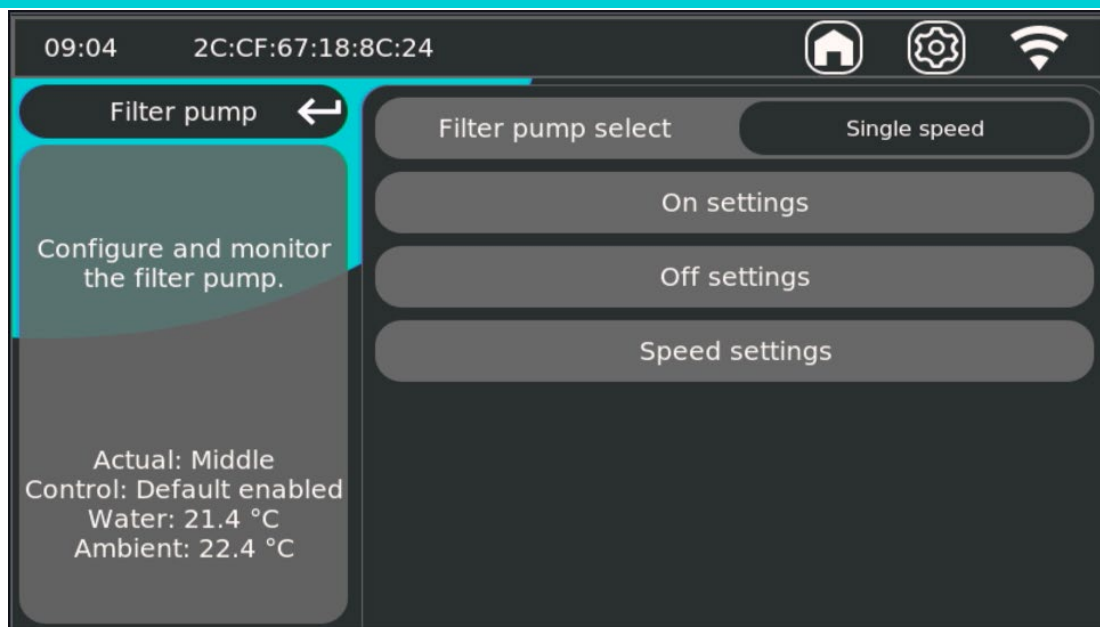 09:04 2C:CF:67:18:8C:24
Filter pump
Configure and monitor
the filter pump.
Actual: Middle
Control: Default enabled
Water: 21.4 °C
Ambient: 22.4 °C
Filter pump select Single speed
On settings
Off settings
Speed settings